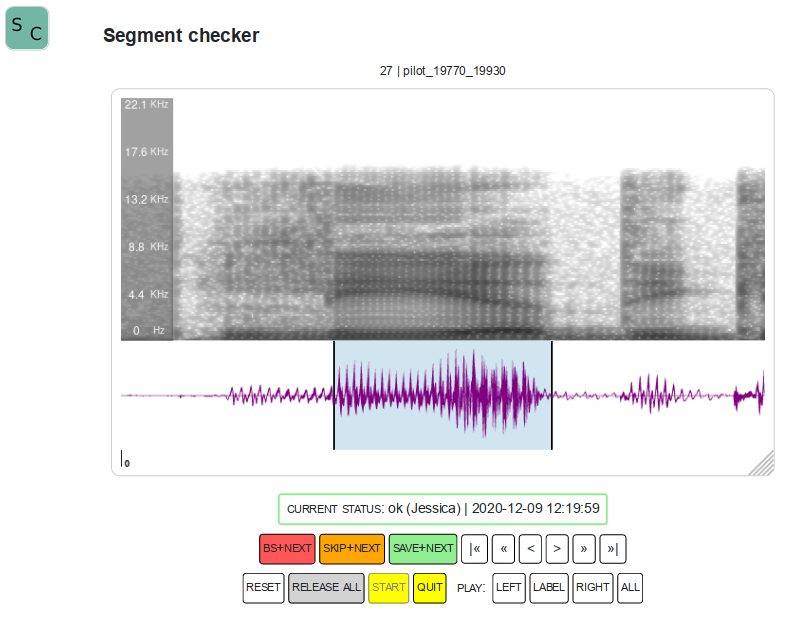 S C
Segment checker
27 | pilot_19770_19930
22.1 KHz
17.6 KHz
13.2 KHz
8.8 KHz
4.4 KHz
0 Hz
0
CURRENT STATUS: ok (Jessica) | 2020-12-09 12:19:59
BS+NEXT SKIP+NEXT SAVE+NEXT |« « < > » »|
RESET RELEASE ALL START QUIT PLAY: LEFT LABEL RIGHT ALL